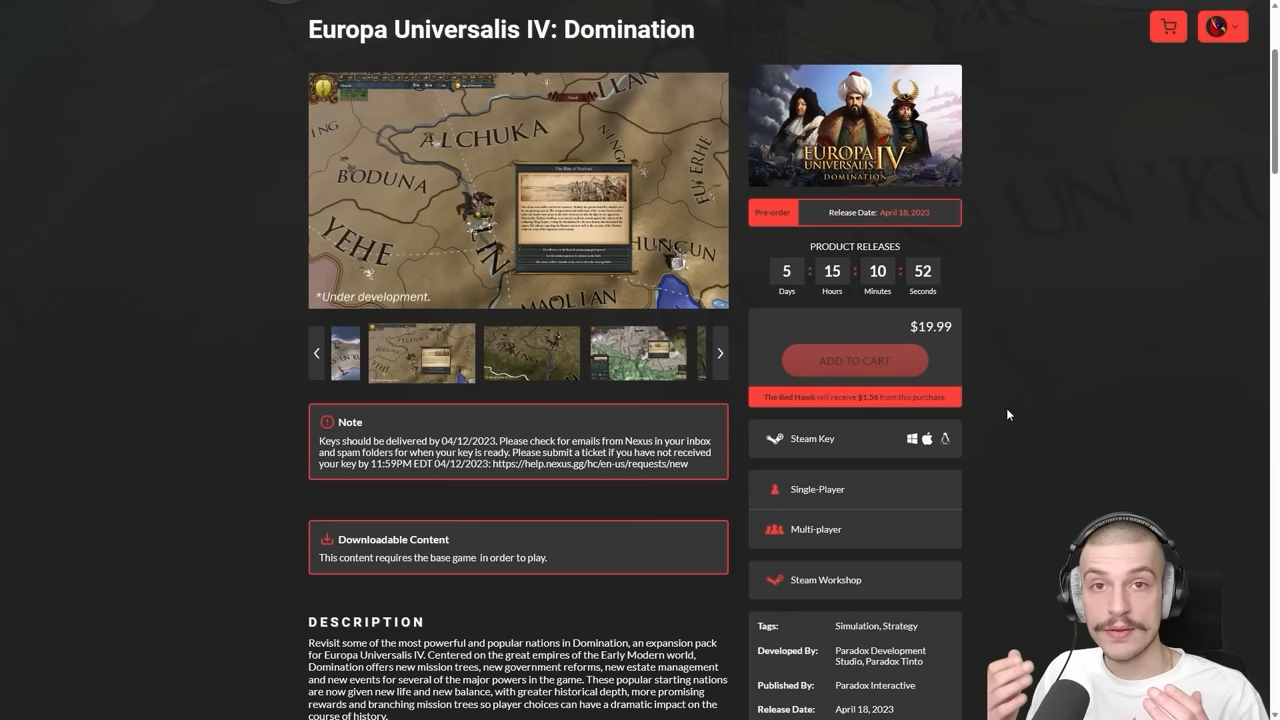 Europa Universalis IV: Domination
LLAN
ING
ALCHUKA
NING
BODUNA
YEHE
HUNCUN
MAOLIAN
*Under development.
EUROPA
UNIVERSALIS IV
DOMINATION
Pre-order
Release Date: April 18, 2023
PRODUCT RELEASES
5 : 15 : 10 : 52
Days Hours Minutes Seconds
$19.99
ADD TO CART
The Red Hawk will receive $1.56 from this purchase.
Note
Keys should be delivered by 04/12/2023. Please check for emails from Nexus in your inbox
and spam folders for when your key is ready. Please submit a ticket if you have not received
your key by 11:59PM EDT 04/12/2023: https://help.nexus.gg/hc/en-us/requests/new
Steam Key
Single-Player
Multi-player
Downloadable Content
This content requires the base game in order to play.
Steam Workshop
DESCRIPTION
Revisit some of the most powerful and popular nations in Domination, an expansion pack
for Europa Universalis IV. Centered on the great empires of the Early Modern world,
Domination offers new mission trees, new government reforms, new estate management
and new events for several of the major powers in the game. These popular starting nations
are now given new life and new balance, with greater historical depth, more promising
rewards and branching mission trees so player choices can have a dramatic impact on the
course of history.
Tags: Simulation, Strategy
Developed By: Paradox Development
Studio, Paradox Tinto
Published By: Paradox Interactive
Release Date: April 18, 2023